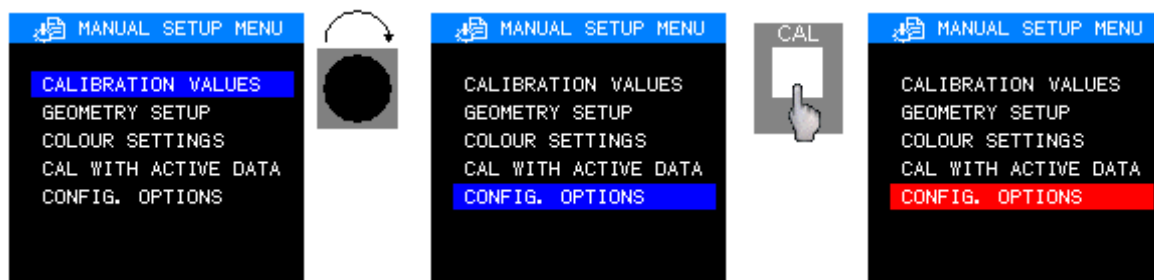 MANUAL SETUP MENU
CALIBRATION VALUES
GEOMETRY SETUP
COLOUR SETTINGS
CAL WITH ACTIVE DATA
CONFIG. OPTIONS
MANUAL SETUP MENU
CALIBRATION VALUES
GEOMETRY SETUP
COLOUR SETTINGS
CAL WITH ACTIVE DATA
CONFIG. OPTIONS
CAL
MANUAL SETUP MENU
CALIBRATION VALUES
GEOMETRY SETUP
COLOUR SETTINGS
CAL WITH ACTIVE DATA
CONFIG. OPTIONS